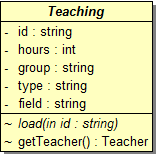 Teaching
- id : string
- hours : int
- group : string
- type : string
- field : string
~ load(in id : string)
~ getTeacher() : Teacher